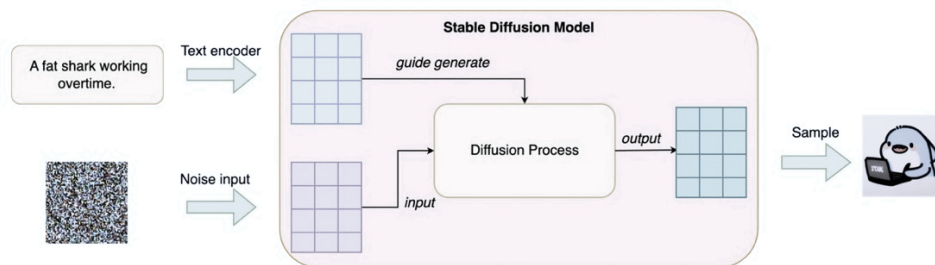 Stable Diffusion Model
Text encoder
A fat shark working
overtime.
guide generate
Diffusion Process
output
Sample
Noise input
input